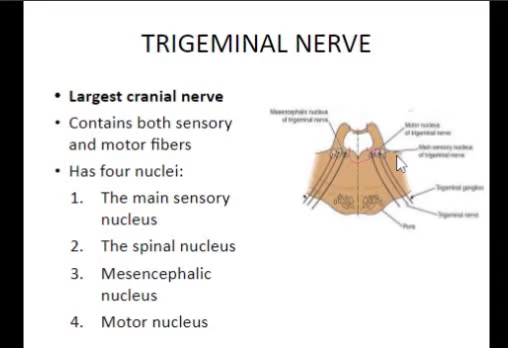 TRIGEMINAL NERVE
• Largest cranial nerve
• Contains both sensory
and motor fibers
• Has four nuclei:
1. The main sensory
nucleus
2. The spinal nucleus
3. Mesencephalic
nucleus
4. Motor nucleus
Mesencephalic nucleus
of trigeminal nerve
Motor nucleus
of trigeminal nerve
Main sensory nucleus
of trigeminal nerve
Trigeminal ganglion
Trigeminal nerve
Pons